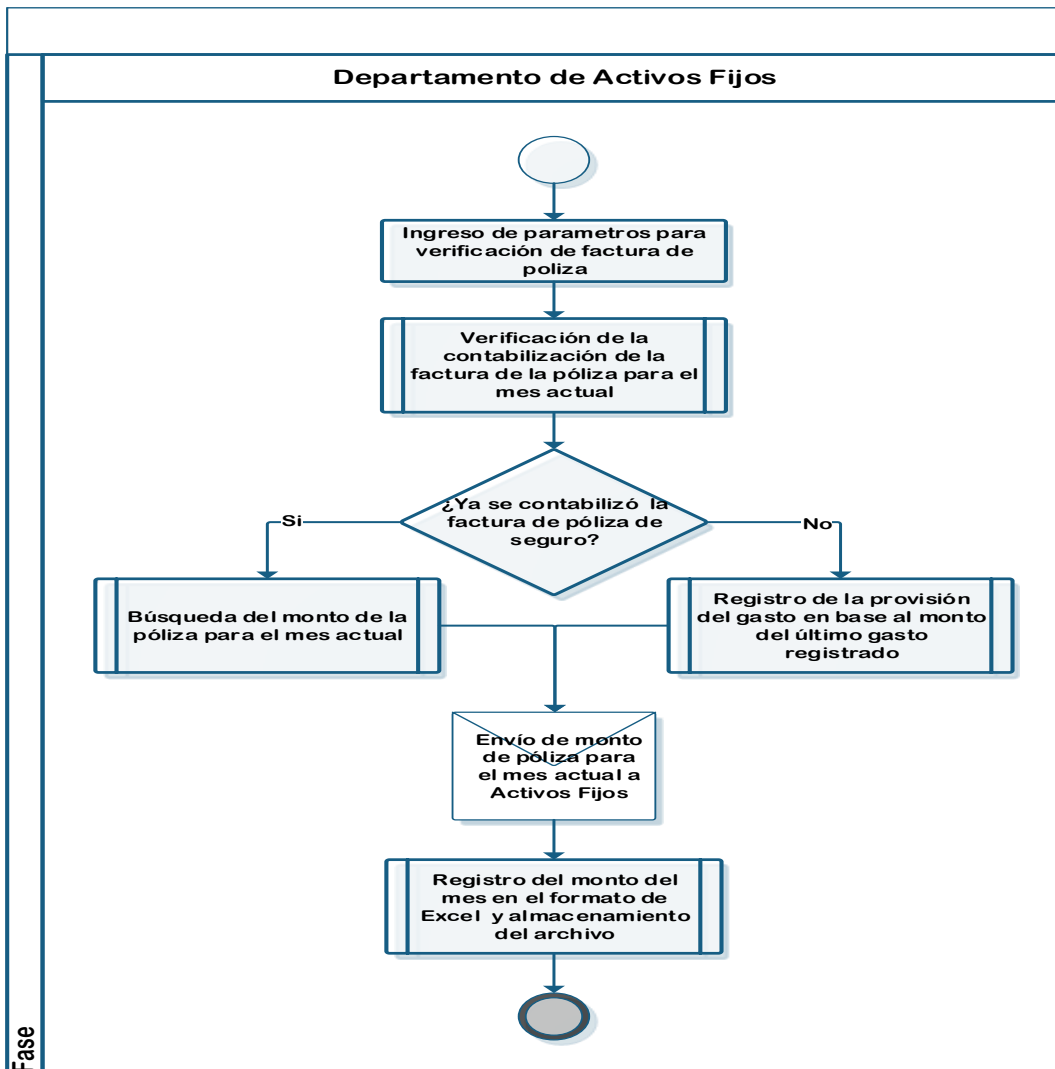 Departamento de Activos Fijos
Ingreso de parametros para
verificación de factura de
poliza
Verificación de la
contabilización de la
factura de la póliza para el
mes actual
¿Ya se contabilizó la
factura de póliza de
seguro?
Si
No
Búsqueda del monto de la
póliza para el mes actual
Registro de la provisión
del gasto en base al monto
del último gasto
registrado
Envío de monto
de póliza para
el mes actual a
Activos Fijos
Registro del monto del
mes en el formato de
Excel y almacenamiento
del archivo
Fase